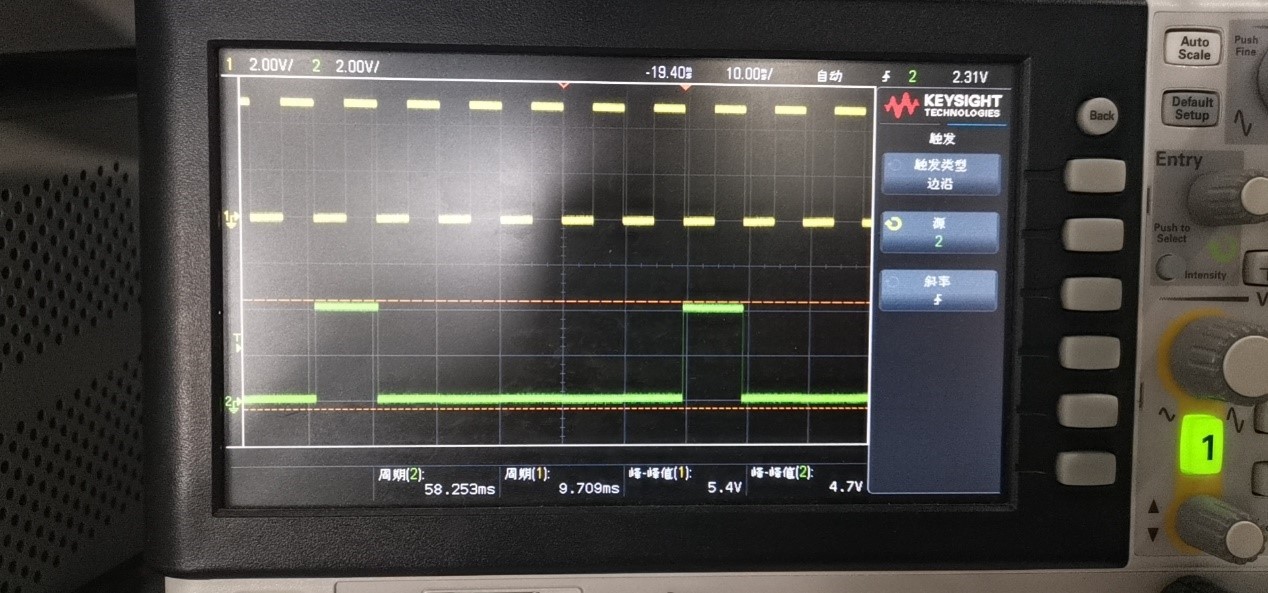 1 2.00V/ 2 2.00V/ -19.40ms 10.00ms/ 自动 2 2.31V
KEYSIGHT
TECHNOLOGIES
触发
触发类型
边沿
源
2
斜率
1
T
2
周期(2):
58.253ms
周期(1):
9.709ms
峰-峰值(1):
5.4V
峰-峰值(2):
4.7V
Back
Auto
Scale
Push
Fine
Default
Setup
Entry
Push to
Select
Intensity
1